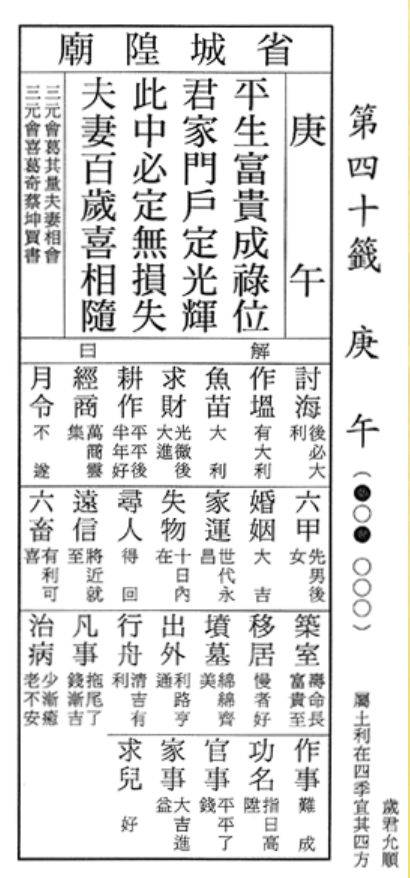 第四十籤 庚午（○ ○○○）
屬土利在四季宜其四方
歲君允順
省城隍廟
庚午
平生富貴成祿位
君家門戶定光輝
此中必定無損失
夫妻百歲喜相隨
三元會葛其量夫妻相會
三元會喜葛奇蔡坤買書
解曰
討海 後必大利
作塭 有大利
魚苗 大利
求財 光微後大進
耕作 平平後半年好
經商 萬商雲集
月令 不遂
六甲 先男後女
婚姻 大吉
家運 世代永昌
失物 十日內在
尋人 得回
遠信 將近就至
六畜 有利可喜
築室 壽命長富貴至
移居 慢者好
墳墓 綿綿齊美
出外 利路亨通
行舟 清吉有利
凡事 拖尾了錢漸吉
治病 少漸癒老不安
作事 難成
功名 指日高陞
官事 平平了錢
家事 大吉進益
求兒 好